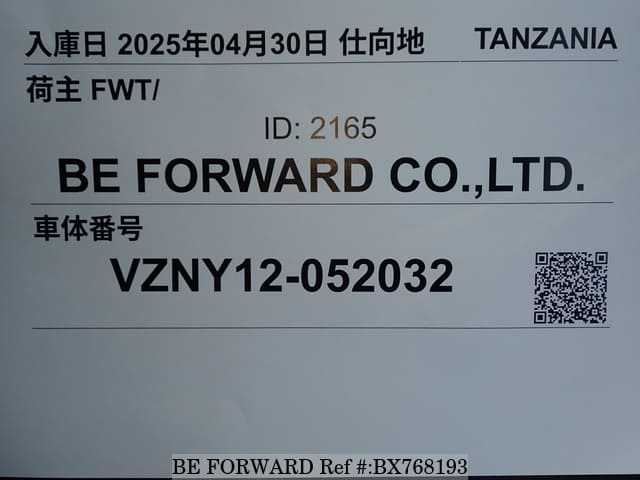 入庫日 2025年04月30日 仕向地 TANZANIA
荷主 FWT/
ID: 2165
BE FORWARD CO.,LTD.
車体番号
VZNY12-052032
BE FORWARD Ref #:BX768193